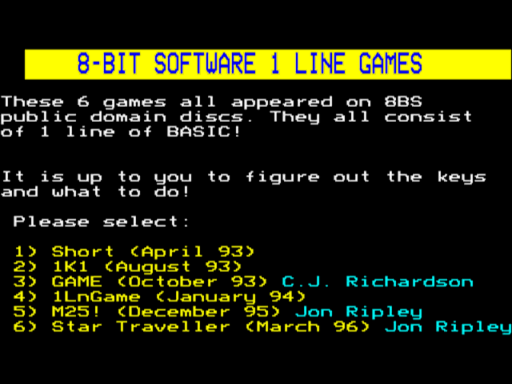 8-BIT SOFTWARE 1 LINE GAMES
These 6 games all appeared on 8BS
public domain discs. They all consist
of 1 line of BASIC!
It is up to you to figure out the keys
and what to do!
Please select:
1) Short (April 93)
2) 1K1 (August 93)
3) GAME (October 93) C.J. Richardson
4) 1LnGame (January 94)
5) M25! (December 95) Jon Ripley
6) Star Traveller (March 96) Jon Ripley